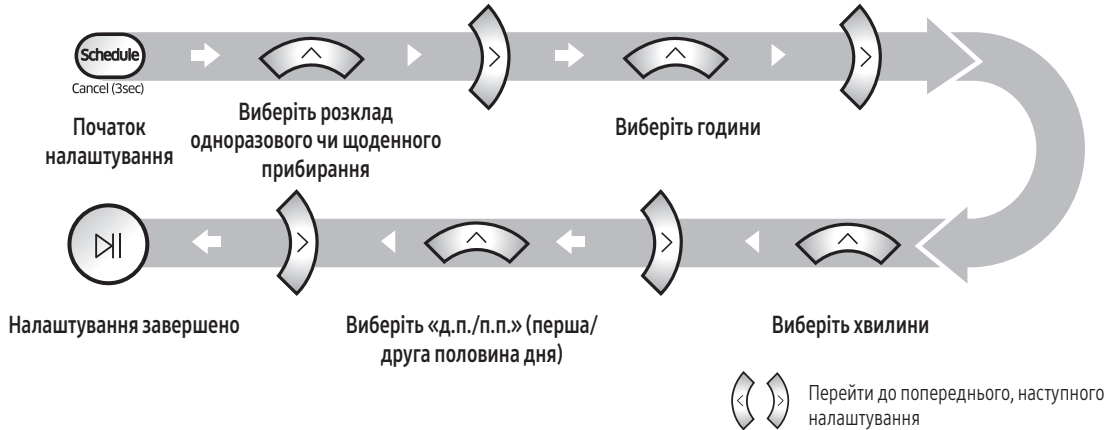 Schedule
Cancel (3sec)
Початок
налаштування
Виберіть розклад
одноразового чи щоденного
прибирання
Виберіть години
Налаштування завершено
Виберіть «д.п./п.п.» (перша/
друга половина дня)
Виберіть хвилини
Перейти до попереднього, наступного
налаштування